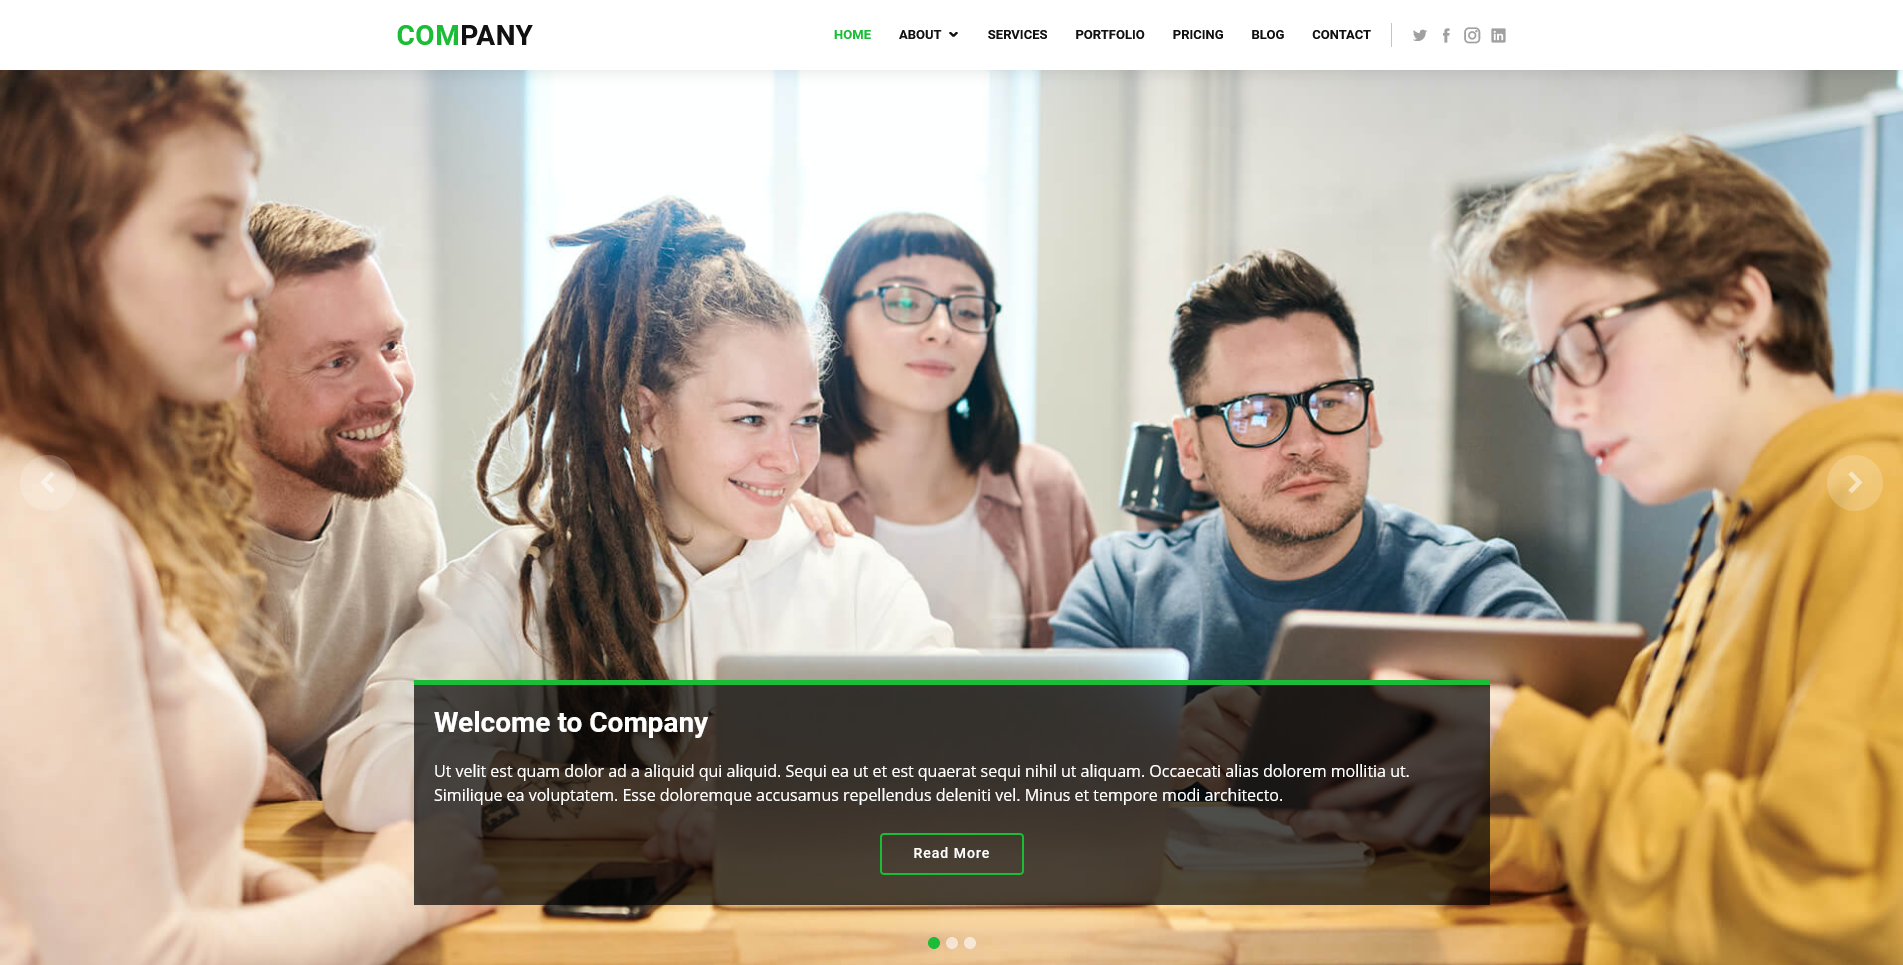 COMPANY
HOME ABOUT SERVICES PORTFOLIO PRICING BLOG CONTACT
Welcome to Company
Ut velit est quam dolor ad a aliquid qui aliquid. Sequi ea ut et est quaerat sequi nihil ut aliquam. Occaecati alias dolorem mollitia ut.
Similique ea voluptatem. Esse doloremque accusamus repellendus deleniti vel. Minus et tempore modi architecto.
Read More